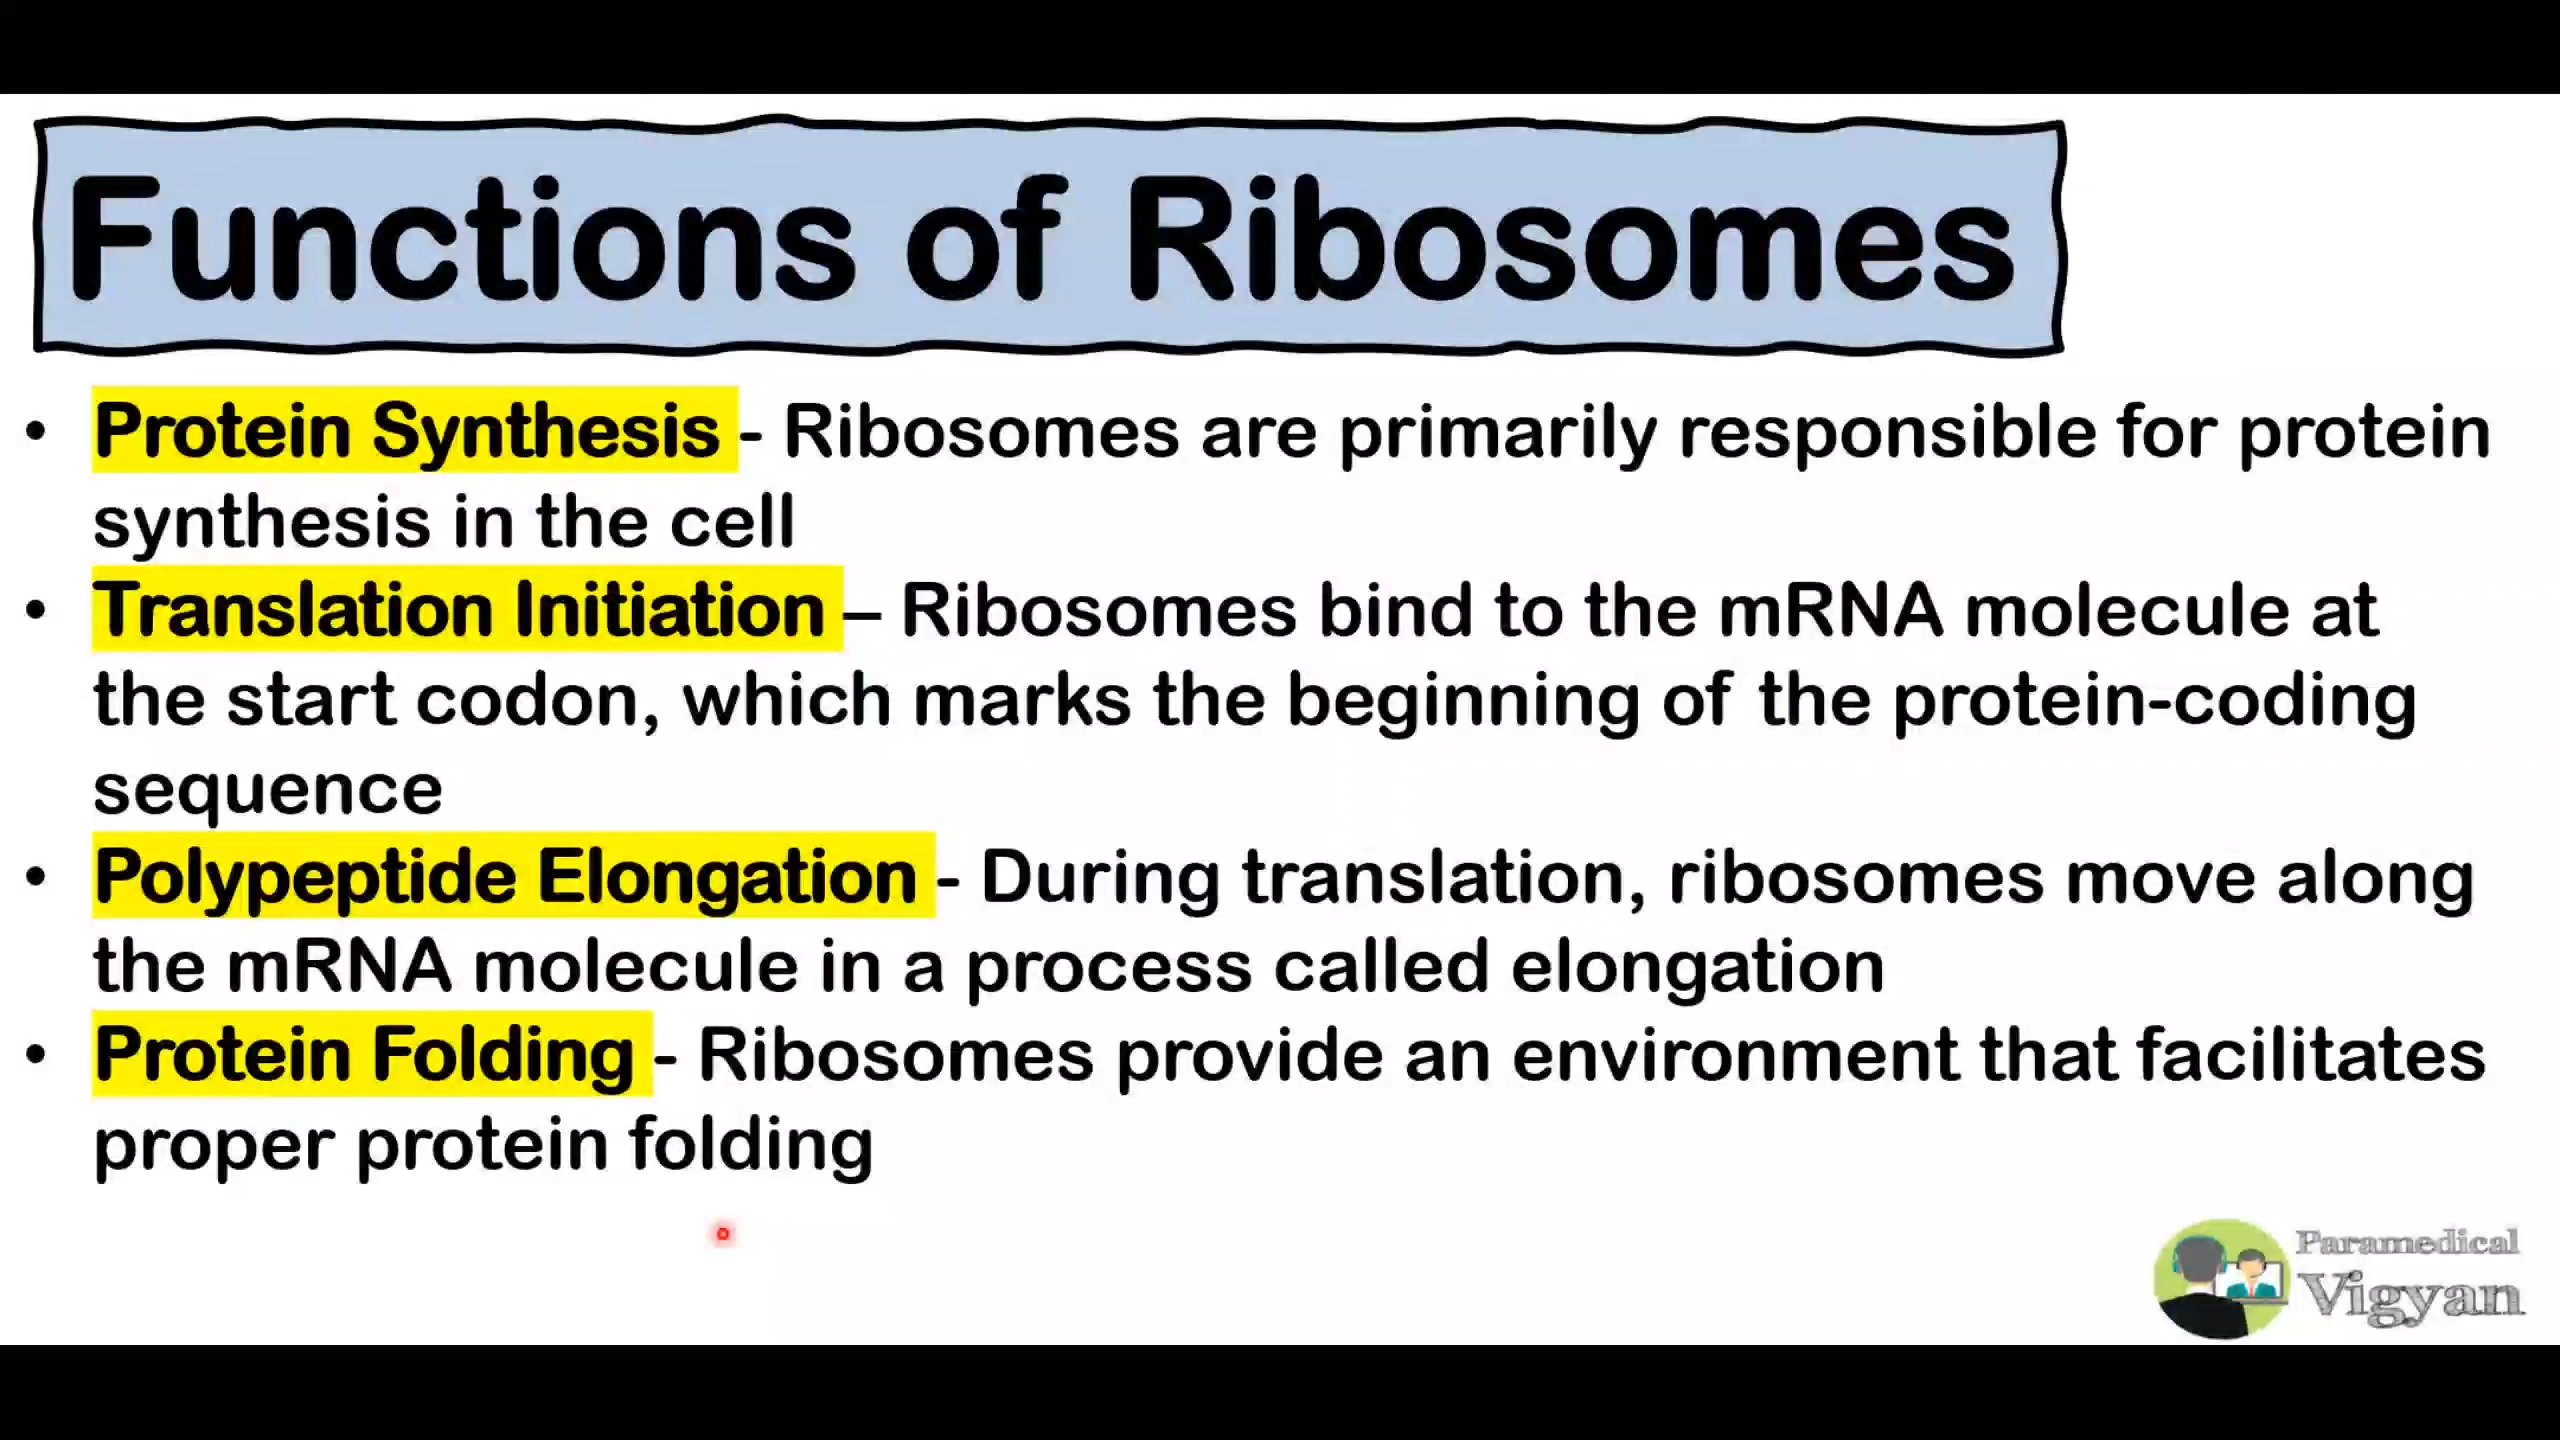 Functions of Ribosomes
• Protein Synthesis - Ribosomes are primarily responsible for protein
synthesis in the cell
• Translation Initiation – Ribosomes bind to the mRNA molecule at
the start codon, which marks the beginning of the protein-coding
sequence
• Polypeptide Elongation - During translation, ribosomes move along
the mRNA molecule in a process called elongation
• Protein Folding - Ribosomes provide an environment that facilitates
proper protein folding
Paramedical
Vigyan